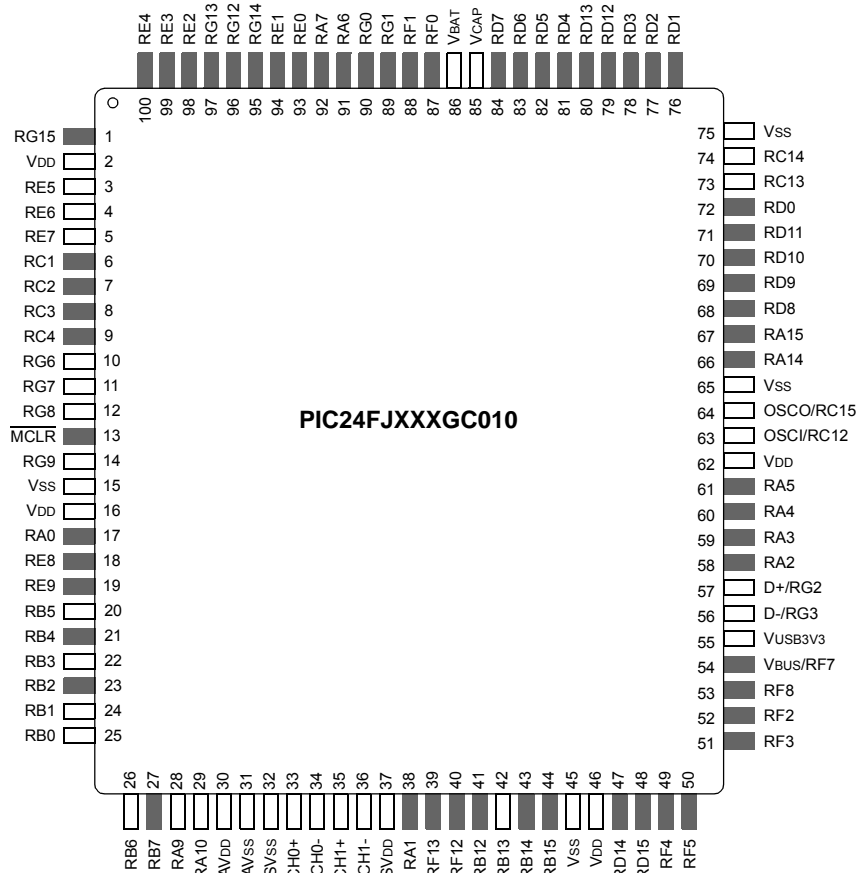 RE4 RE3 RE2 RG13 RG12 RG14 RE1 RE0 RA7 RA6 RG0 RG1 RF1 RF0 VBAT VCAP RD7 RD6 RD5 RD4 RD13 RD12 RD3 RD2 RD1
100 99 98 97 96 95 94 93 92 91 90 89 88 87 86 85 84 83 82 81 80 79 78 77 76
RG15 1
VDD 2
RE5 3
RE6 4
RE7 5
RC1 6
RC2 7
RC3 8
RC4 9
RG6 10
RG7 11
RG8 12
MCLR 13
RG9 14
VSS 15
VDD 16
RA0 17
RE8 18
RE9 19
RB5 20
RB4 21
RB3 22
RB2 23
RB1 24
RB0 25
PIC24FJXXXGC010
75 VSS
74 RC14
73 RC13
72 RD0
71 RD11
70 RD10
69 RD9
68 RD8
67 RA15
66 RA14
65 VSS
64 OSCO/RC15
63 OSCI/RC12
62 VDD
61 RA5
60 RA4
59 RA3
58 RA2
57 D+/RG2
56 D-/RG3
55 VUSB3V3
54 VBUS/RF7
53 RF8
52 RF2
51 RF3
26 27 28 29 30 31 32 33 34 35 36 37 38 39 40 41 42 43 44 45 46 47 48 49 50
RB6 RB7 RA9 RA10 AVDD AVSS SVSS CH0+ CH0- CH1+ CH1- SVDD RA1 RF13 RF12 RB12 RB13 RB14 RB15 VSS VDD RD14 RD15 RF4 RF5